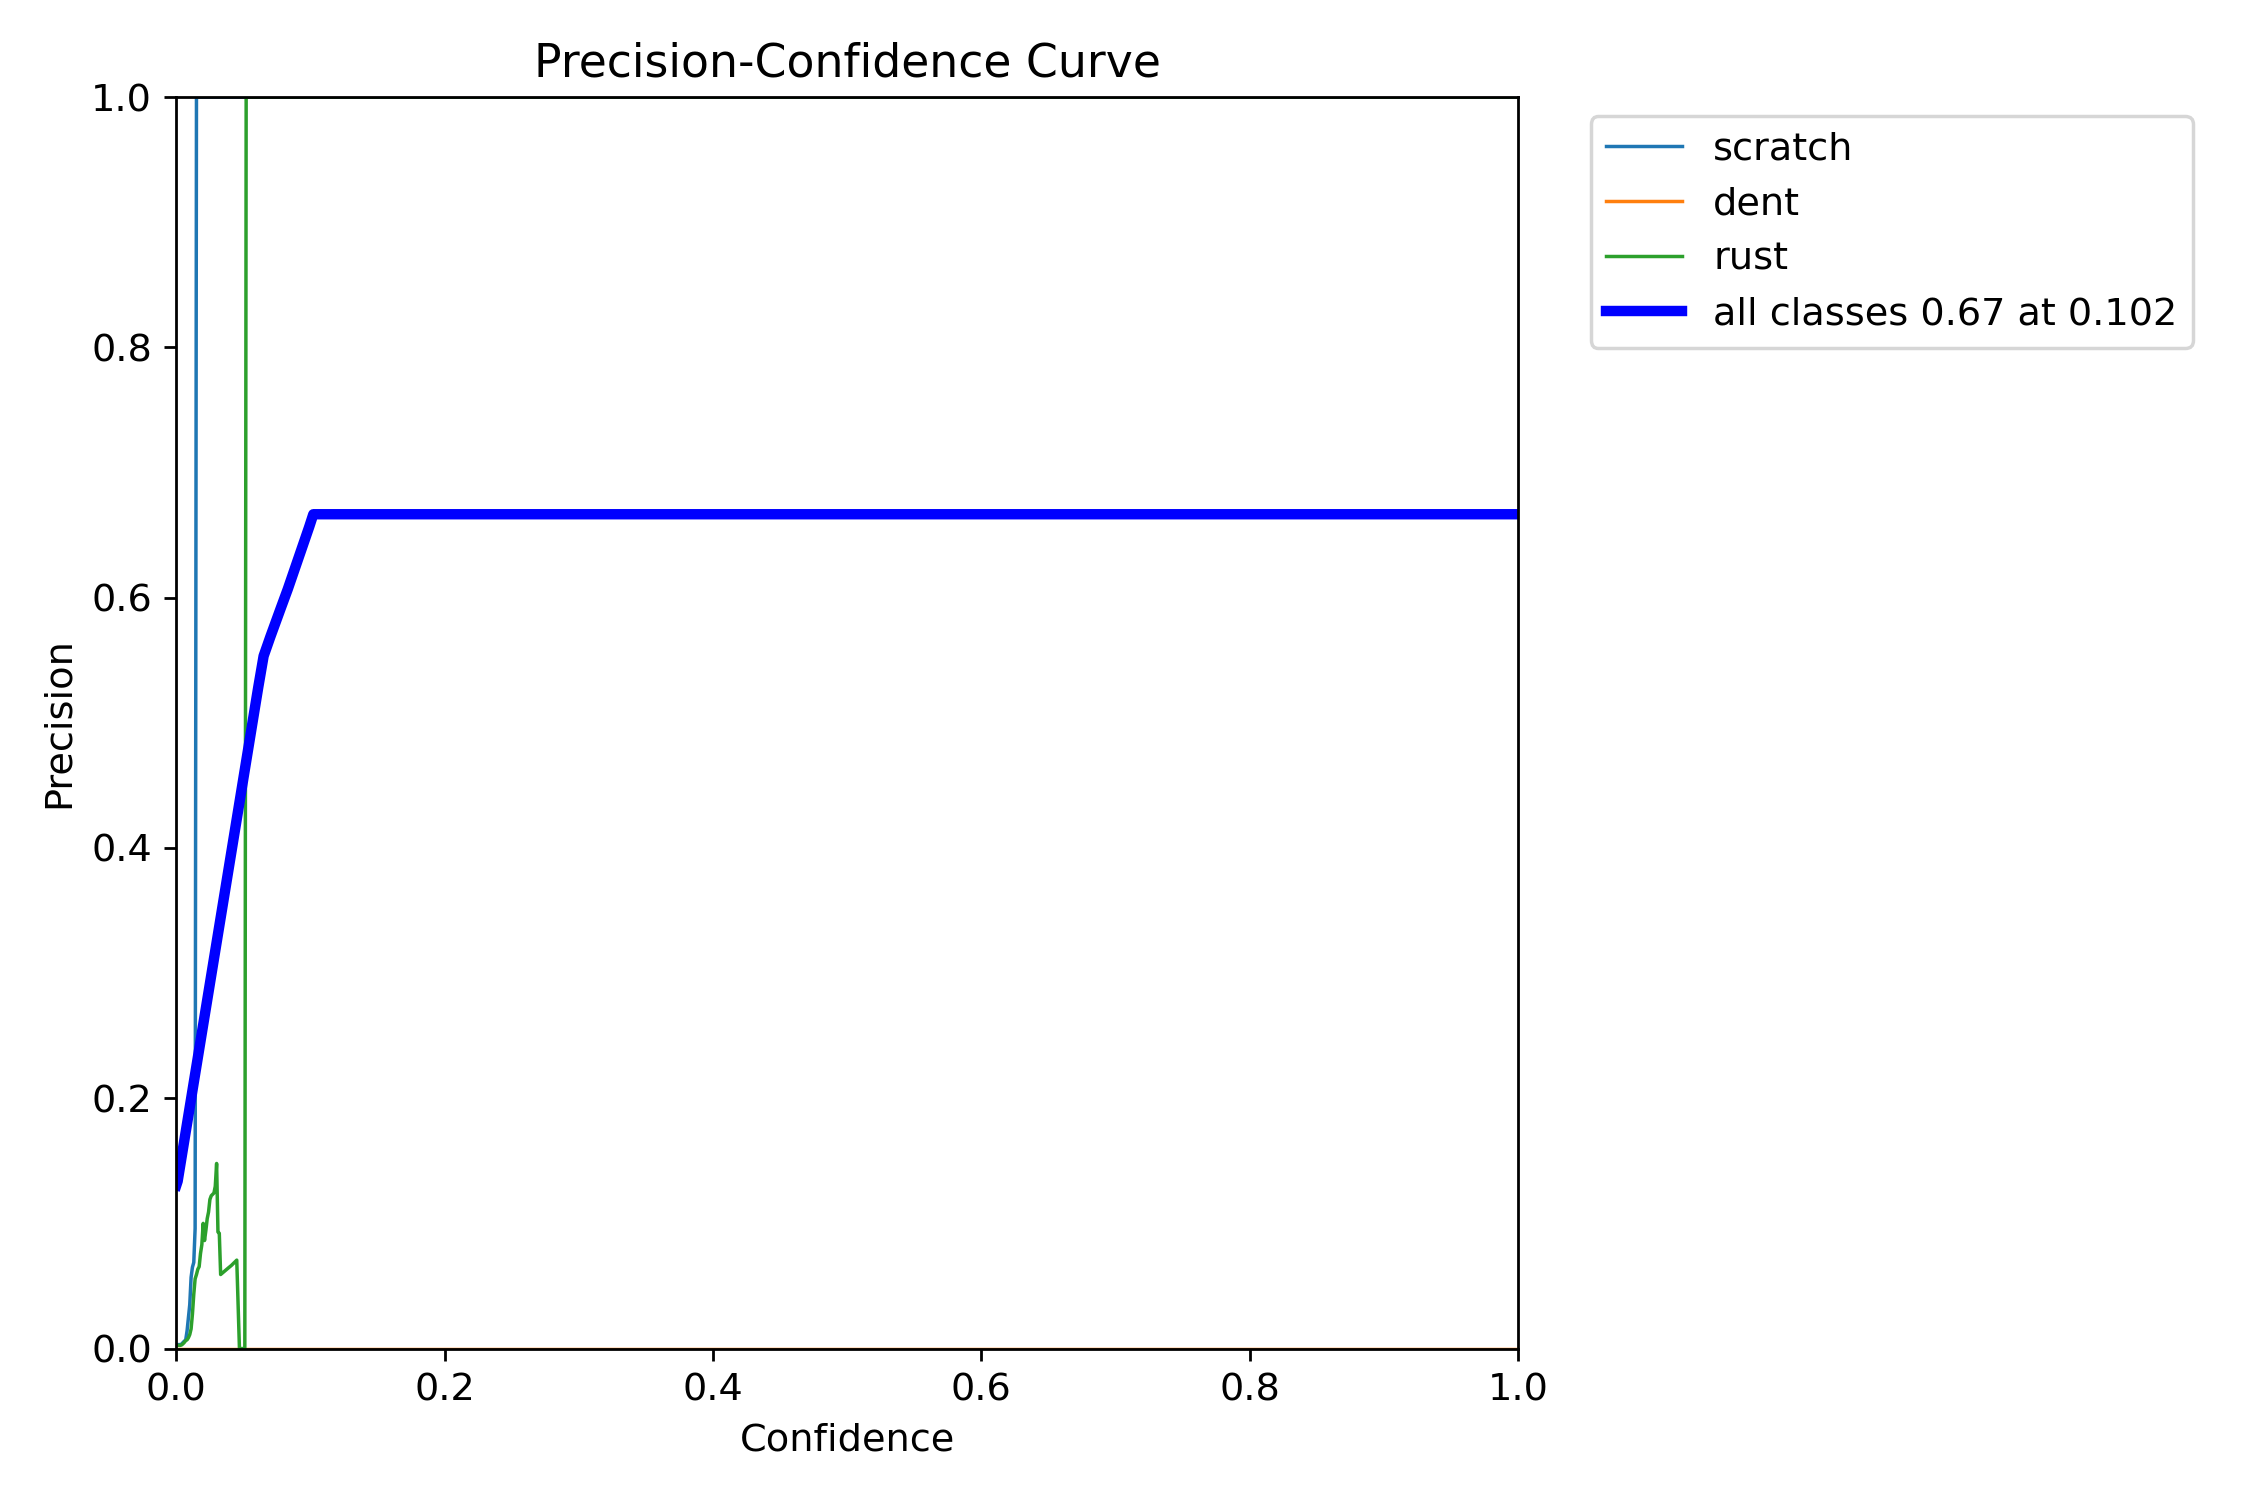 Precision-Confidence Curve
1.0
0.8
0.6
0.4
0.2
0.0
Precision
0.0 0.2 0.4 0.6 0.8 1.0
Confidence
scratch
dent
rust
all classes 0.67 at 0.102